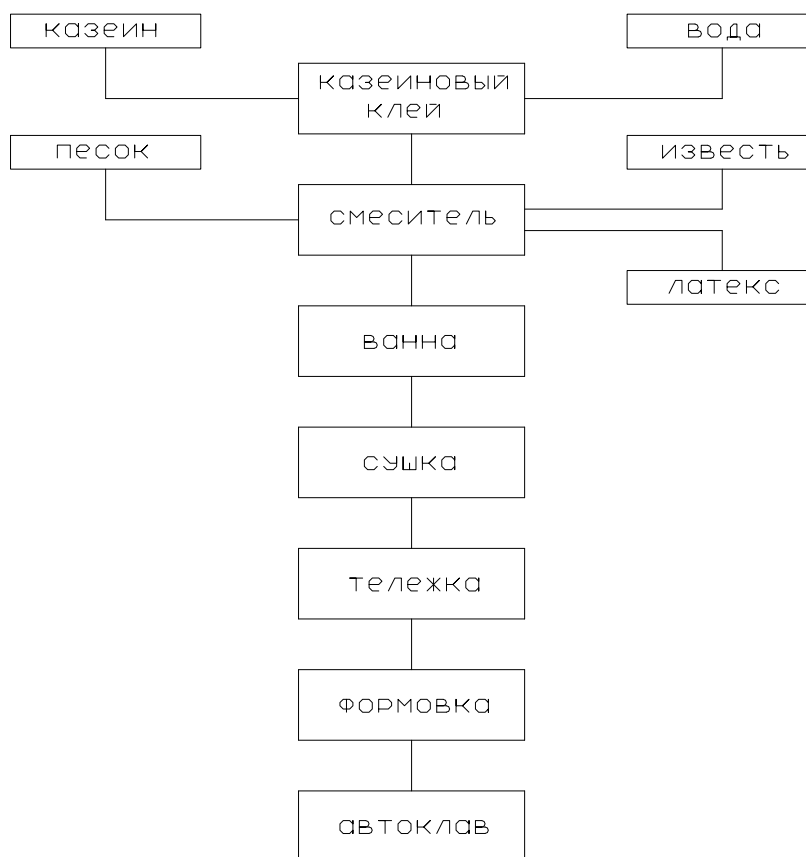 казеин
вода
казеиновый
клей
песок
известь
смеситель
латекс
ванна
сушка
тележка
формовка
автоклав